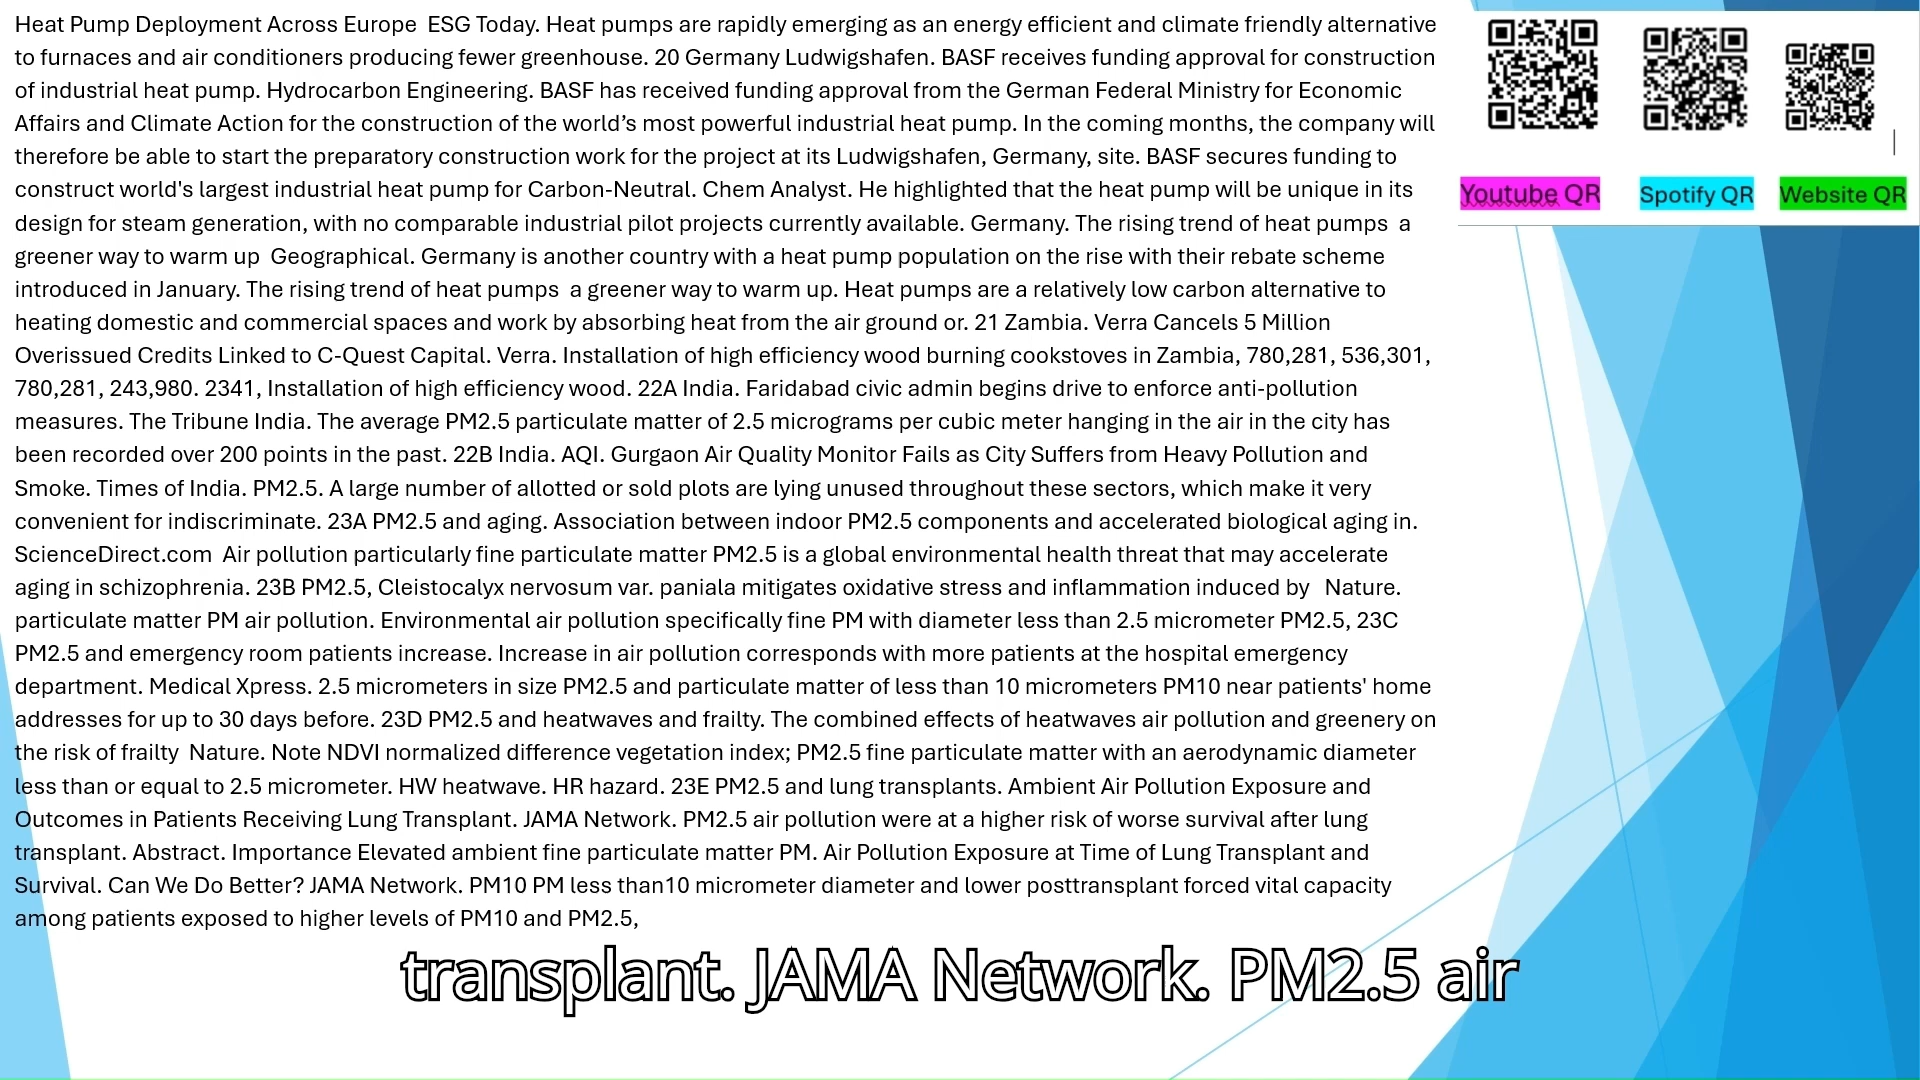 Heat Pump Deployment Across Europe  ESG Today. Heat pumps are rapidly emerging as an energy efficient and climate friendly alternative
to furnaces and air conditioners producing fewer greenhouse. 20 Germany Ludwigshafen. BASF receives funding approval for construction
of industrial heat pump. Hydrocarbon Engineering. BASF has received funding approval from the German Federal Ministry for Economic
Affairs and Climate Action for the construction of the world’s most powerful industrial heat pump. In the coming months, the company will
therefore be able to start the preparatory construction work for the project at its Ludwigshafen, Germany, site. BASF secures funding to
construct world's largest industrial heat pump for Carbon-Neutral. Chem Analyst. He highlighted that the heat pump will be unique in its
design for steam generation, with no comparable industrial pilot projects currently available. Germany. The rising trend of heat pumps  a
greener way to warm up  Geographical. Germany is another country with a heat pump population on the rise with their rebate scheme
introduced in January. The rising trend of heat pumps  a greener way to warm up. Heat pumps are a relatively low carbon alternative to
heating domestic and commercial spaces and work by absorbing heat from the air ground or. 21 Zambia. Verra Cancels 5 Million
Overissued Credits Linked to C-Quest Capital. Verra. Installation of high efficiency wood burning cookstoves in Zambia, 780,281, 536,301,
780,281, 243,980. 2341, Installation of high efficiency wood. 22A India. Faridabad civic admin begins drive to enforce anti-pollution
measures. The Tribune India. The average PM2.5 particulate matter of 2.5 micrograms per cubic meter hanging in the air in the city has
been recorded over 200 points in the past. 22B India. AQI. Gurgaon Air Quality Monitor Fails as City Suffers from Heavy Pollution and
Smoke. Times of India. PM2.5. A large number of allotted or sold plots are lying unused throughout these sectors, which make it very
convenient for indiscriminate. 23A PM2.5 and aging. Association between indoor PM2.5 components and accelerated biological aging in.
ScienceDirect.com  Air pollution particularly fine particulate matter PM2.5 is a global environmental health threat that may accelerate
aging in schizophrenia. 23B PM2.5, Cleistocalyx nervosum var. paniala mitigates oxidative stress and inflammation induced by   Nature.
particulate matter PM air pollution. Environmental air pollution specifically fine PM with diameter less than 2.5 micrometer PM2.5, 23C
PM2.5 and emergency room patients increase. Increase in air pollution corresponds with more patients at the hospital emergency
department. Medical Xpress. 2.5 micrometers in size PM2.5 and particulate matter of less than 10 micrometers PM10 near patients' home
addresses for up to 30 days before. 23D PM2.5 and heatwaves and frailty. The combined effects of heatwaves air pollution and greenery on
the risk of frailty  Nature. Note NDVI normalized difference vegetation index; PM2.5 fine particulate matter with an aerodynamic diameter
less than or equal to 2.5 micrometer. HW heatwave. HR hazard. 23E PM2.5 and lung transplants. Ambient Air Pollution Exposure and
Outcomes in Patients Receiving Lung Transplant. JAMA Network. PM2.5 air pollution were at a higher risk of worse survival after lung
transplant. Abstract. Importance Elevated ambient fine particulate matter PM. Air Pollution Exposure at Time of Lung Transplant and
Survival. Can We Do Better? JAMA Network. PM10 PM less than10 micrometer diameter and lower posttransplant forced vital capacity
among patients exposed to higher levels of PM10 and PM2.5,
Youtube QR
Spotify QR
Website QR
transplant. JAMA Network. PM2.5 air